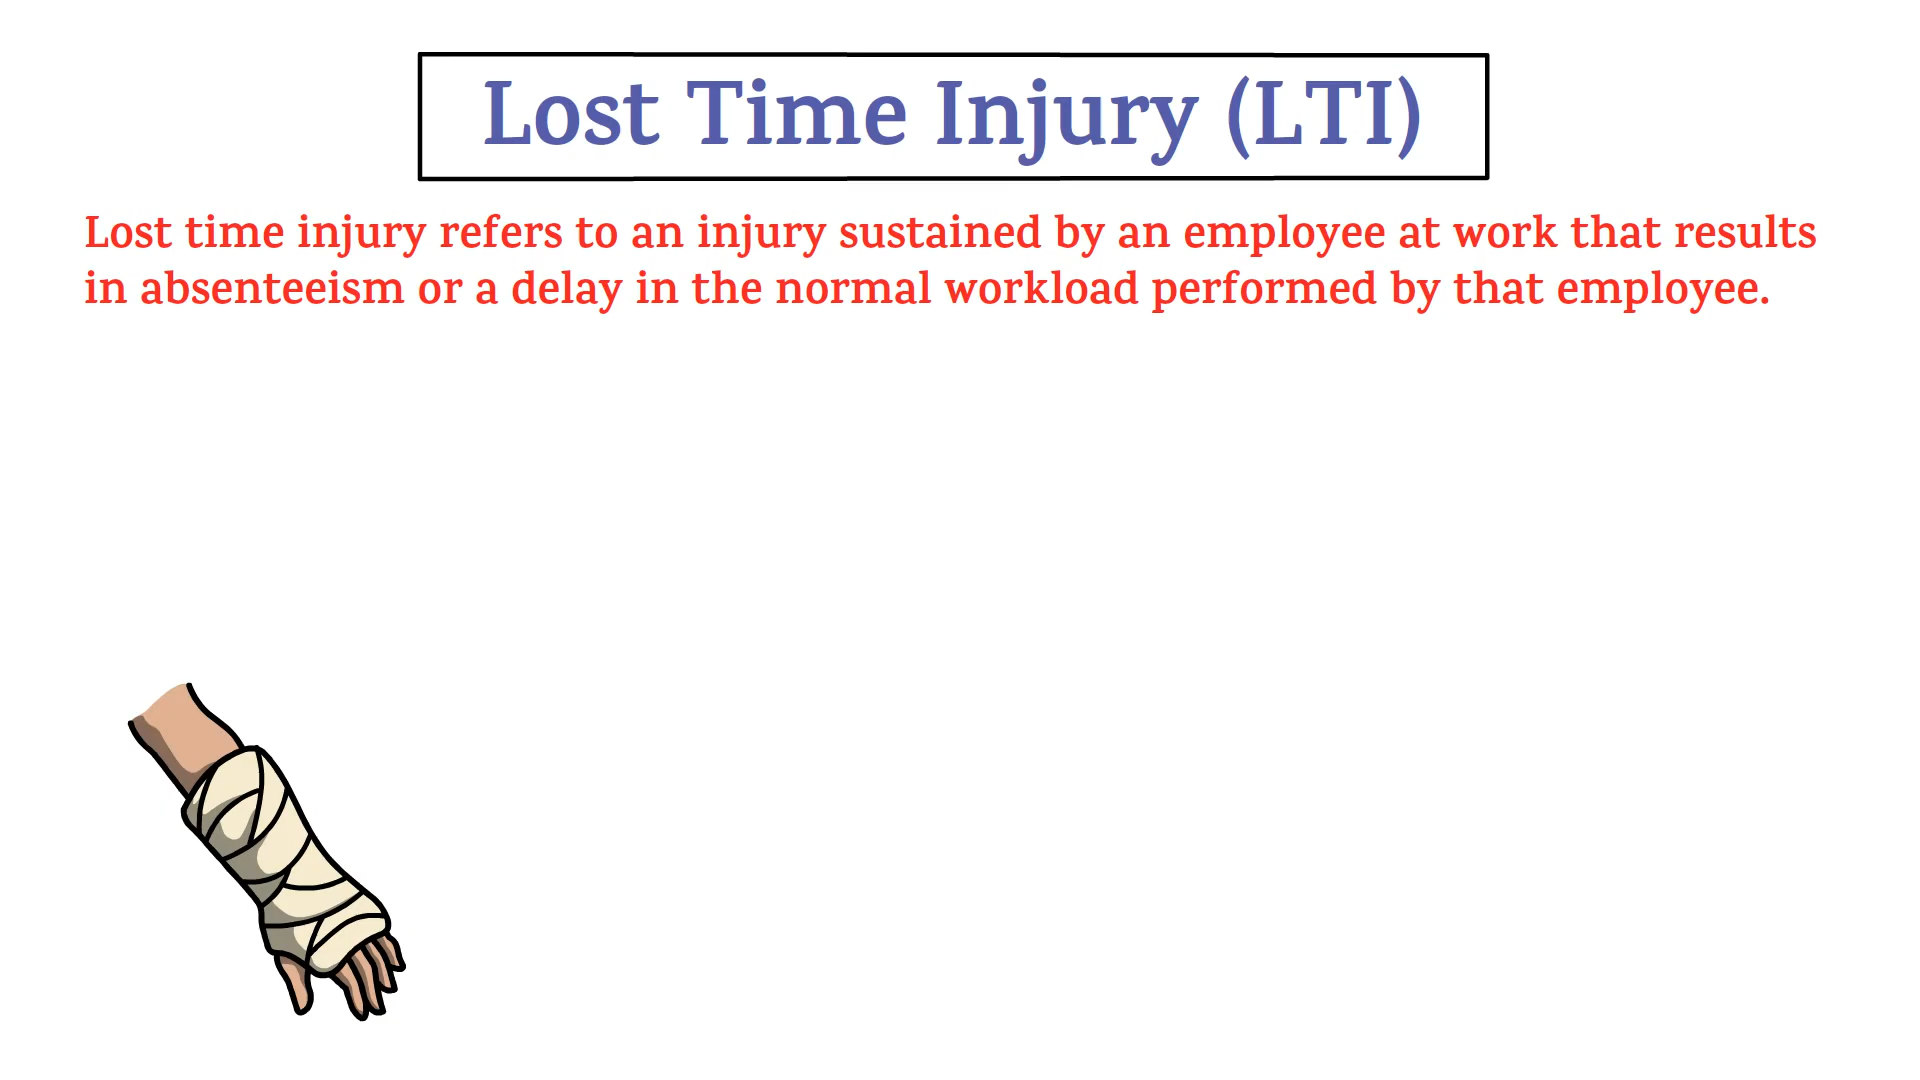 Lost Time Injury (LTI)
Lost time injury refers to an injury sustained by an employee at work that results
in absenteeism or a delay in the normal workload performed by that employee.